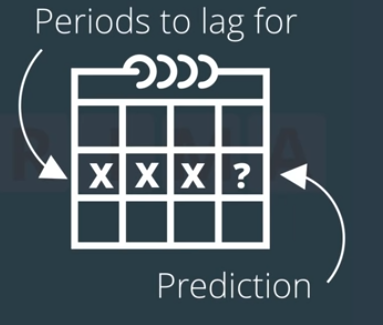 Periods to lag for
X X X ?
Prediction